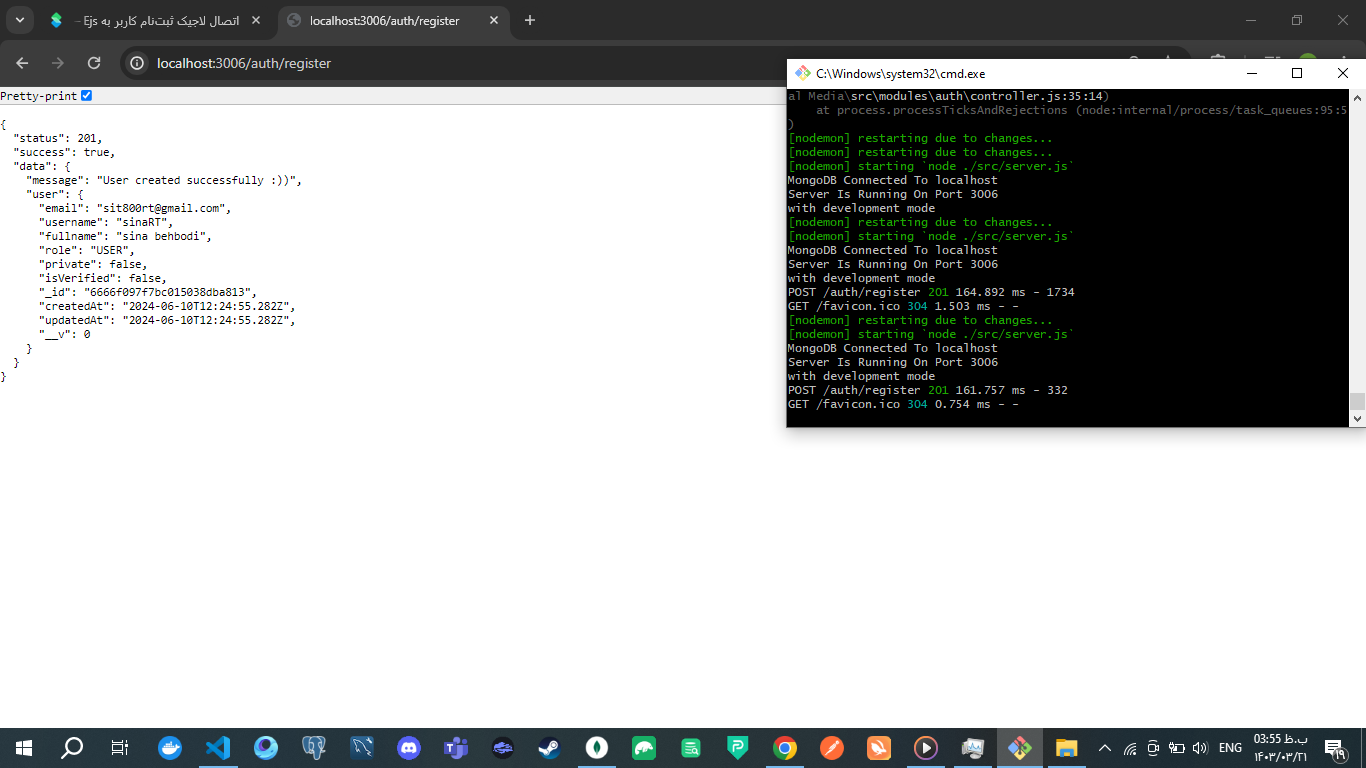 اتصال لاجیک ثبت‌نام کاربر به Ejs –
localhost:3006/auth/register
localhost:3006/auth/register
Pretty-print
{
  "status": 201,
  "success": true,
  "data": {
    "message": "User created successfully :))",
    "user": {
      "email": "sit800rt@gmail.com",
      "username": "sinaRT",
      "fullname": "sina behbodi",
      "role": "USER",
      "private": false,
      "isVerified": false,
      "_id": "6666f097f7bc015038dba813",
      "createdAt": "2024-06-10T12:24:55.282Z",
      "updatedAt": "2024-06-10T12:24:55.282Z",
      "__v": 0
    }
  }
}
C:\Windows\system32\cmd.exe
al Media\src\modules\auth\controller.js:35:14)
    at process.processTicksAndRejections (node:internal/process/task_queues:95:5
)
[nodemon] restarting due to changes...
[nodemon] restarting due to changes...
[nodemon] starting `node ./src/server.js`
MongoDB Connected To localhost
Server Is Running On Port 3006
with development mode
[nodemon] restarting due to changes...
[nodemon] starting `node ./src/server.js`
MongoDB Connected To localhost
Server Is Running On Port 3006
with development mode
POST /auth/register 201 164.892 ms - 1734
GET /favicon.ico 304 1.503 ms - -
[nodemon] restarting due to changes...
[nodemon] starting `node ./src/server.js`
MongoDB Connected To localhost
Server Is Running On Port 3006
with development mode
POST /auth/register 201 161.757 ms - 332
GET /favicon.ico 304 0.754 ms - -
ENG
03:55 ب.ظ
۱۴۰۳/۰۳/۲۱
۱۹